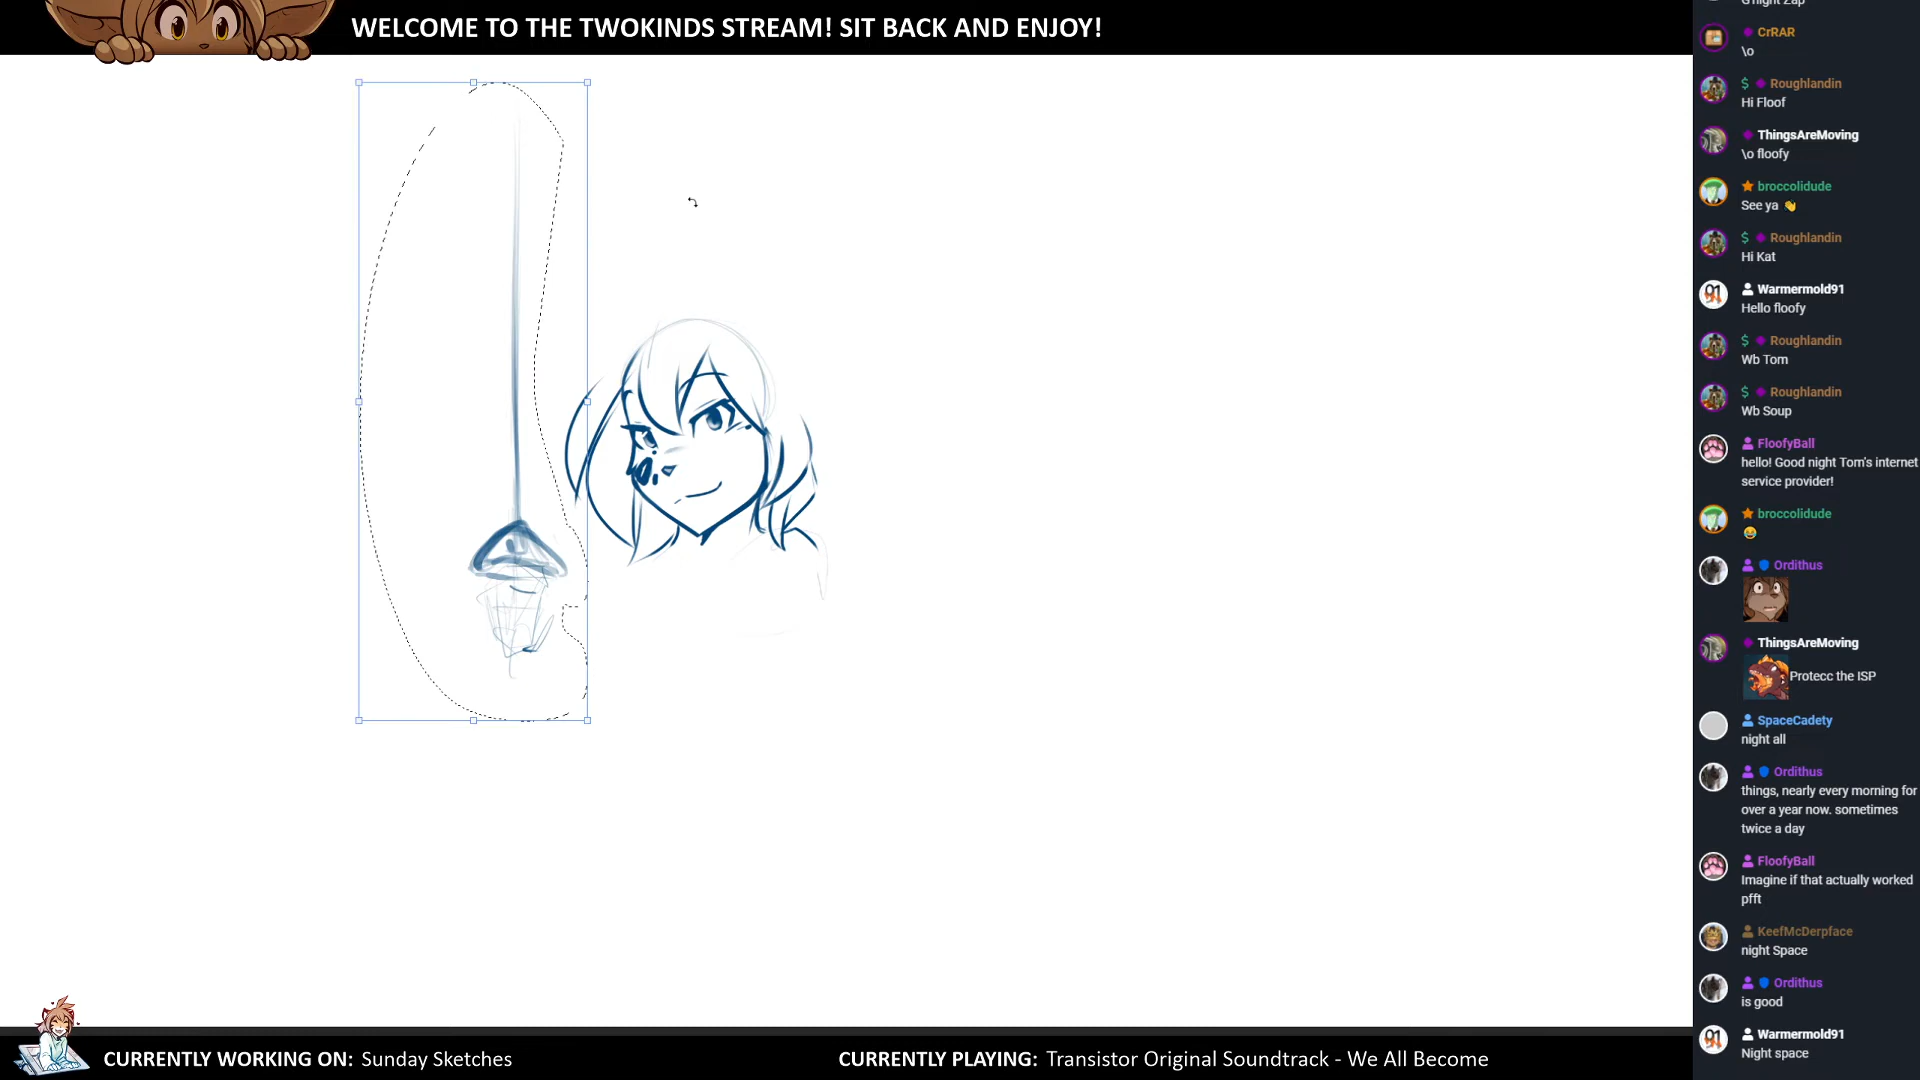 WELCOME TO THE TWOKINDS STREAM! SIT BACK AND ENJOY!
G'night Zap
CrRAR
\o
$ Roughlandin
Hi Floof
ThingsAreMoving
\o floofy
broccolidude
See ya 👋
$ Roughlandin
Hi Kat
Warmermold91
Hello floofy
$ Roughlandin
Wb Tom
$ Roughlandin
Wb Soup
FloofyBall
hello! Good night Tom's internet
service provider!
broccolidude
😂
Ordithus
ThingsAreMoving
Protecc the ISP
SpaceCadety
night all
Ordithus
things, nearly every morning for
over a year now. sometimes
twice a day
FloofyBall
Imagine if that actually worked
pfft
KeefMcDerpface
night Space
Ordithus
is good
Warmermold91
Night space
CURRENTLY WORKING ON: Sunday Sketches
CURRENTLY PLAYING: Transistor Original Soundtrack - We All Become